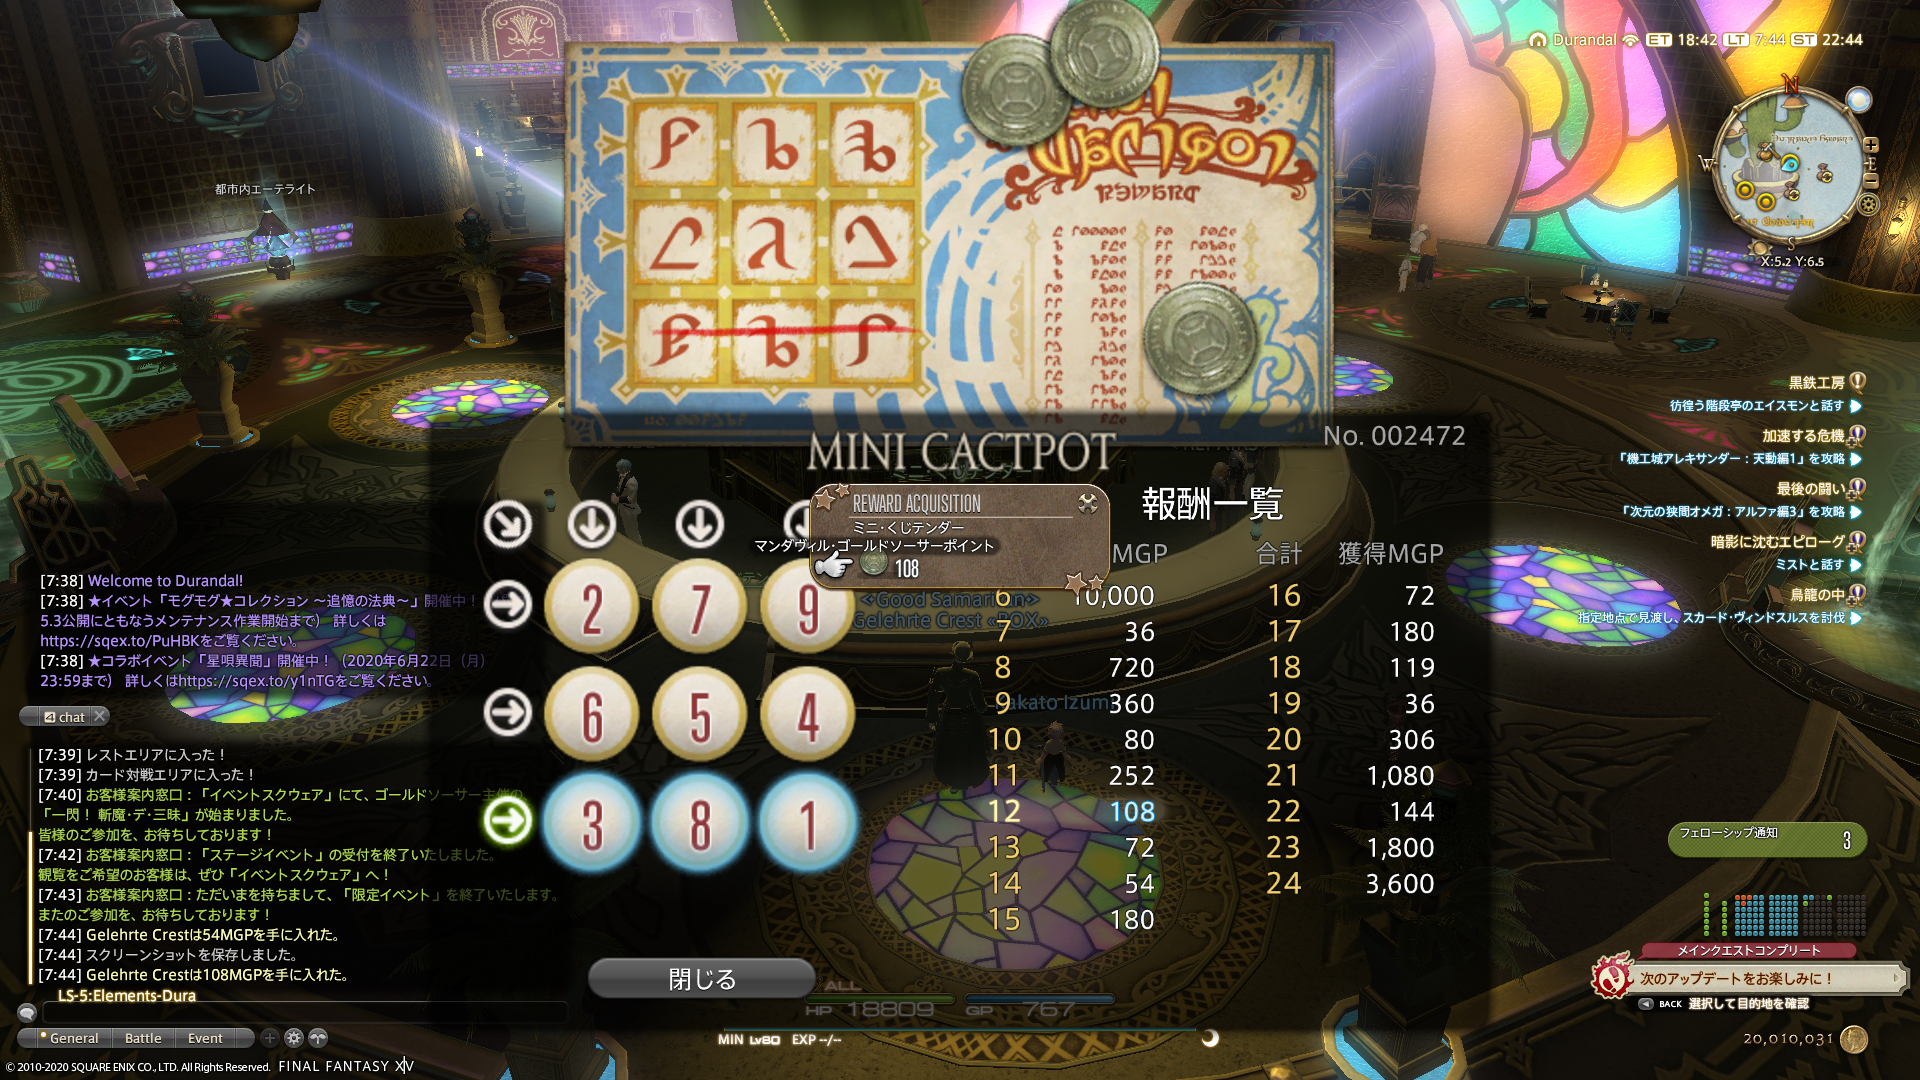 Durandal ET 18:42 LT 7:44 ST 22:44
都市内エーテライト
N
W
E
S
X:5.2 Y:6.5
MINI CACTPOT
No. 002472
REWARD ACQUISITION
ミニ・くじテンダー
マンダヴィル・ゴールドソーサーポイント
108
報酬一覧
MGP 合計 獲得MGP
6 10,000 16 72
7 36 17 180
8 720 18 119
9 360 19 36
10 80 20 306
11 252 21 1,080
12 108 22 144
13 72 23 1,800
14 54 24 3,600
15 180
2 7 9
6 5 4
3 8 1
<Good Samaritan>
Gelehrte Crest
閉じる
黒鉄工房
彷徨う階段亭のエイスモンと話す
加速する危機
「機工城アレキサンダー：天動編1」を攻略
最後の闘い
「次元の狭間オメガ：アルファ編3」を攻略
暗影に沈むエピローグ
ミストと話す
烏龍の中
指定地点で見渡し、スカード・ヴィンドスルスを討伐
[7:38] Welcome to Durandal!
[7:38] ★イベント「モグモグ★コレクション ～追憶の法典～」開催中！
5.3公開にともなうメンテナンス作業開始まで） 詳しくは
https://sqex.to/PuHBKをご覧ください。
[7:38] ★コラボイベント「星唄異聞」開催中！（2020年6月22日（月）
23:59まで） 詳しくはhttps://sqex.to/y1nTGをご覧ください。
4 chat
[7:39] レストエリアに入った！
[7:39] カード対戦エリアに入った！
[7:40] お客様案内窓口：「イベントスクウェア」にて、ゴールドソーサー主催の
「一閃！ 斬魔・デ・三昧」が始まりました。
皆様のご参加を、お待ちしております！
[7:42] お客様案内窓口：「ステージイベント」の受付を終了いたしました。
観覧をご希望のお客様は、ぜひ「イベントスクウェア」へ！
[7:43] お客様案内窓口：ただいまを持ちまして、「限定イベント」を終了いたします。
またのご参加を、お待ちしております！
[7:44] Gelehrte Crestは54MGPを手に入れた。
[7:44] スクリーンショットを保存しました。
[7:44] Gelehrte Crestは108MGPを手に入れた。
LS-5:Elements-Dura
General Battle Event
© 2010-2020 SQUARE ENIX CO., LTD. All Rights Reserved. FINAL FANTASY XIV
ALL
HP 18809 GP 767
MIN Lv80 EXP --/--
フェローシップ通知 3
メインクエストコンプリート
次のアップデートをお楽しみに！
BACK 選択して目的地を確認
20,010,031